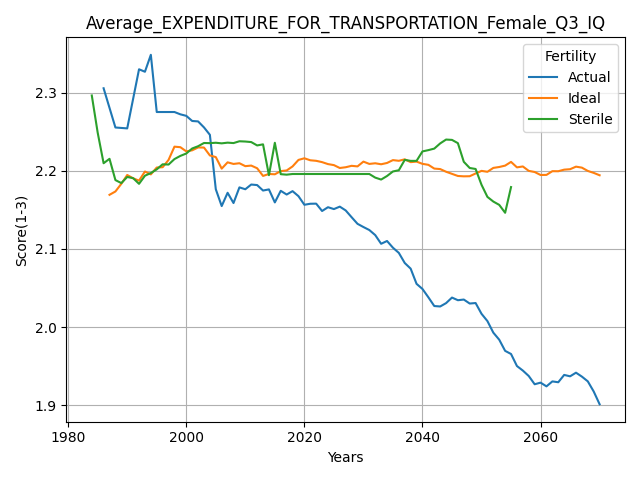 Average_EXPENDITURE_FOR_TRANSPORTATION_Female_Q3_IQ
Fertility
Actual
Ideal
Sterile
Score(1-3)
2.3
2.2
2.1
2.0
1.9
1980
2000
2020
2040
2060
Years